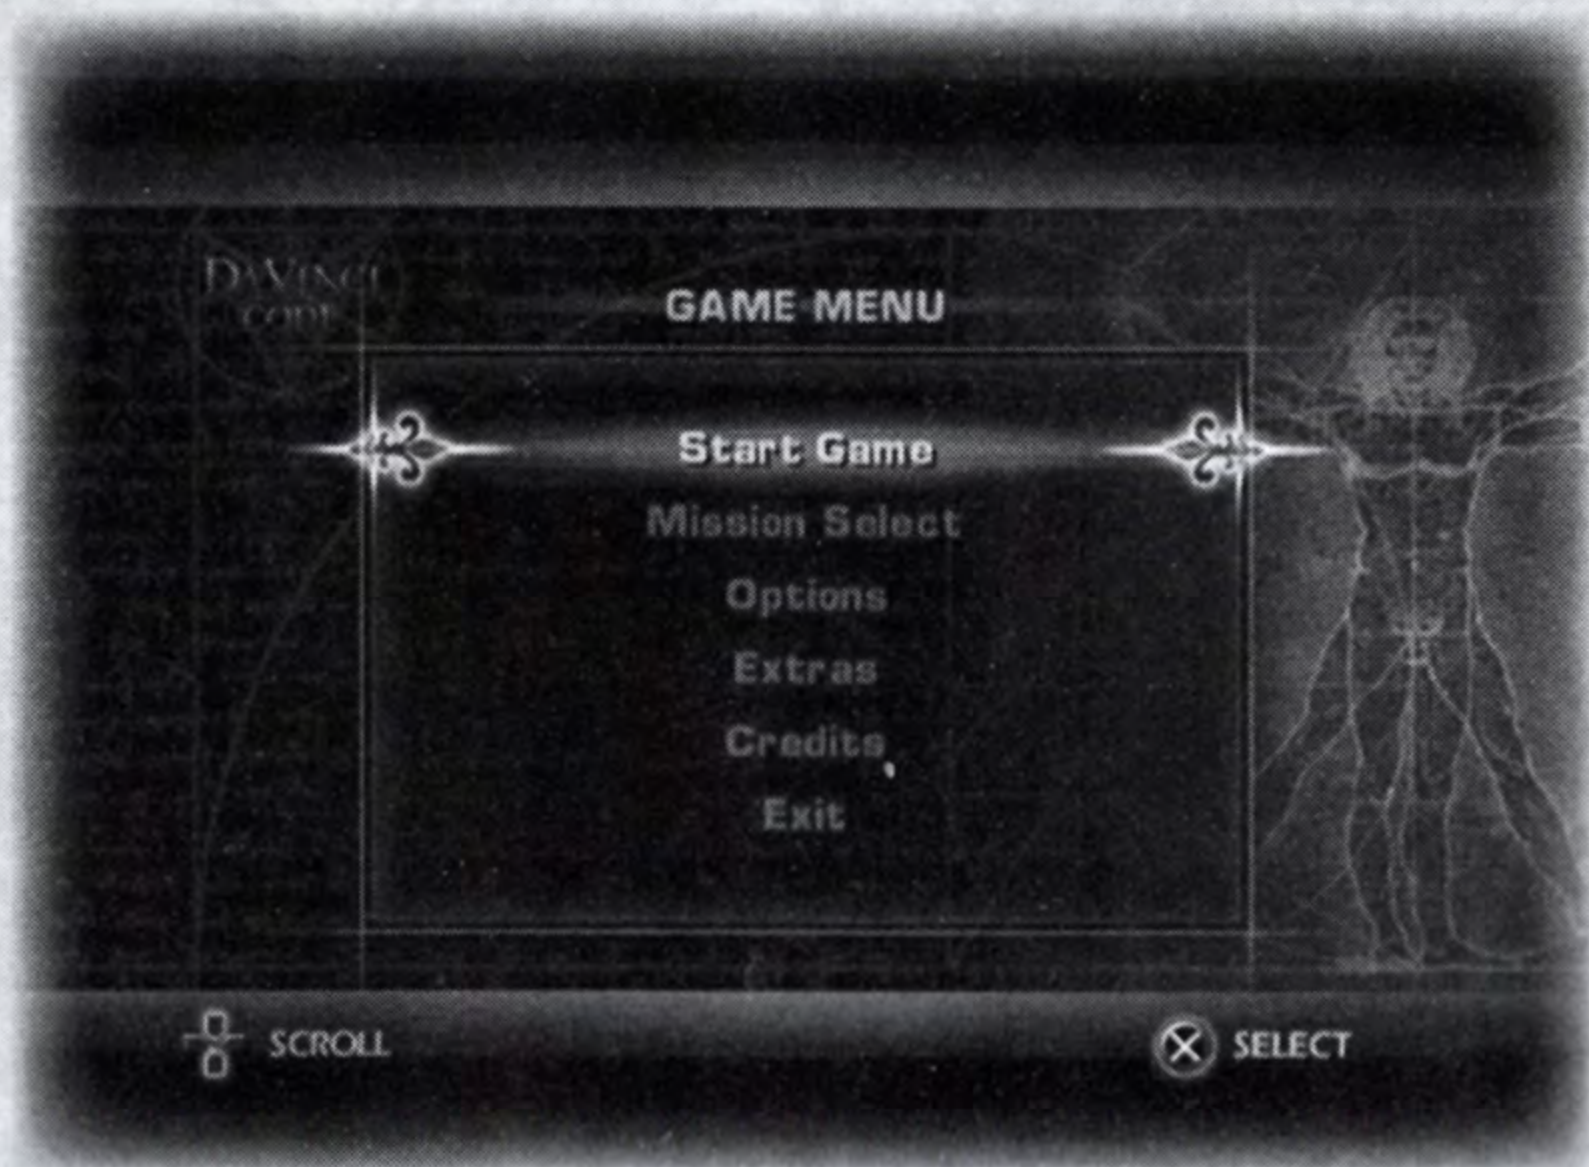 DAVINCI
CODE
GAME MENU
Start Game
Mission Select
Options
Extras
Credits
Exit
SCROLL
SELECT